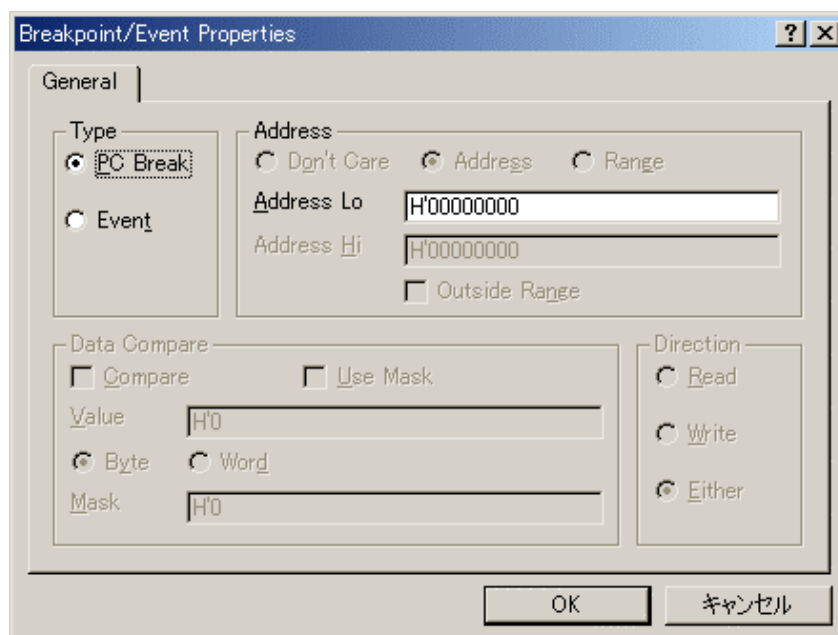 Breakpoint/Event Properties
General
Type
PC Break
Event
Address
Don't Care Address Range
Address Lo H'00000000
Address Hi H'00000000
Outside Range
Data Compare
Compare Use Mask
Value H'0
Byte Word
Mask H'0
Direction
Read
Write
Either
OK キャンセル